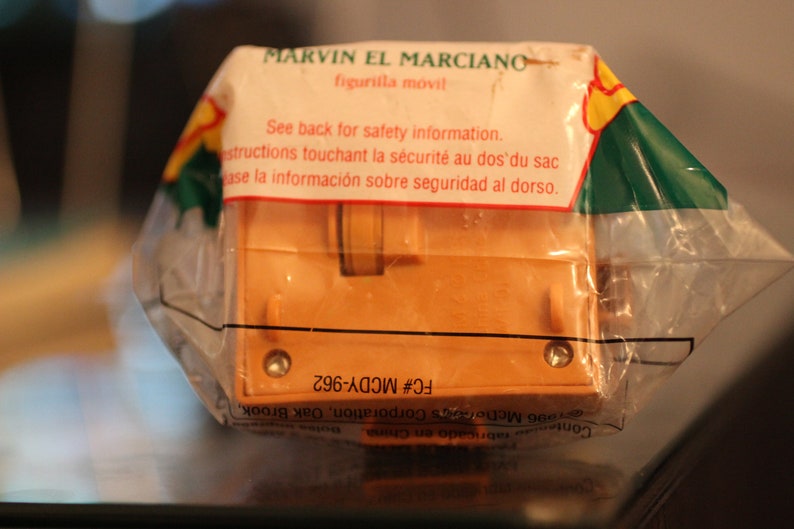 MARVIN EL MARCIANO
figurilla móvil
See back for safety information.
nstructions touchant la sécurité au dos du sac
ease la información sobre seguridad al dorso.
FC# MCDY-962
©1996 McDonald's Corporation, Oak Brook,
Contenido fabricado en China.